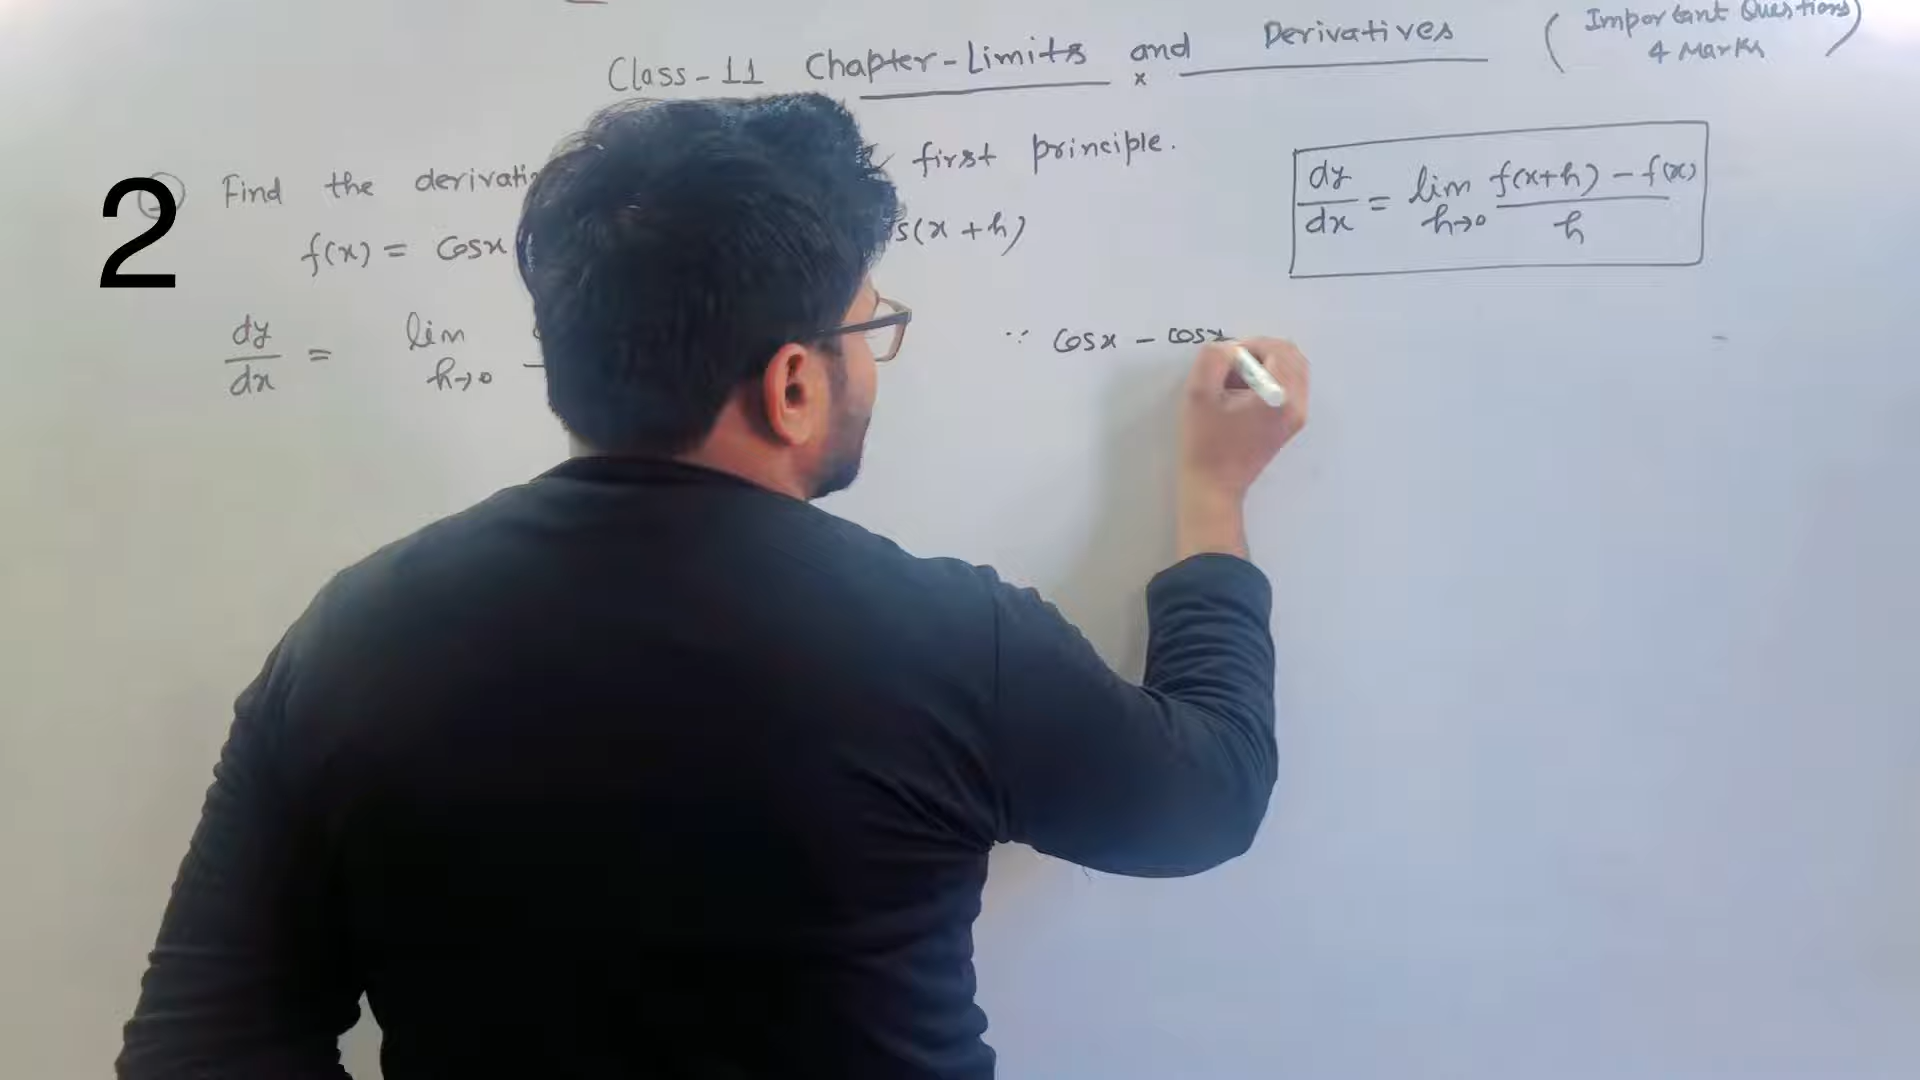 Class-11 Chapter-Limits and Derivatives (Important Questions)
4 Marks
2 Find the first principle.
f(x) = Cosx (x+h)
dy/dx = lim h→0 f(x+h) - f(x) / h
dy/dx = lim h→0
∵ Cosx - cosx